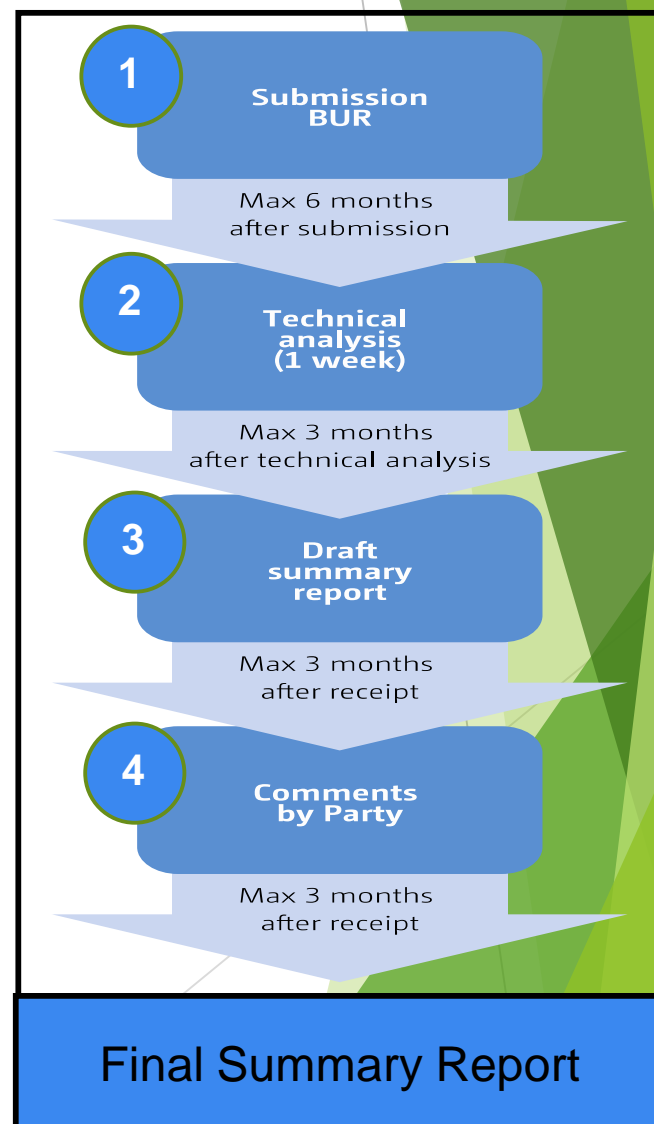 1
Submission
BUR
Max 6 months
after submission
2
Technical
analysis
(1 week)
Max 3 months
after technical analysis
3
Draft
summary
report
Max 3 months
after receipt
4
Comments
by Party
Max 3 months
after receipt
Final Summary Report